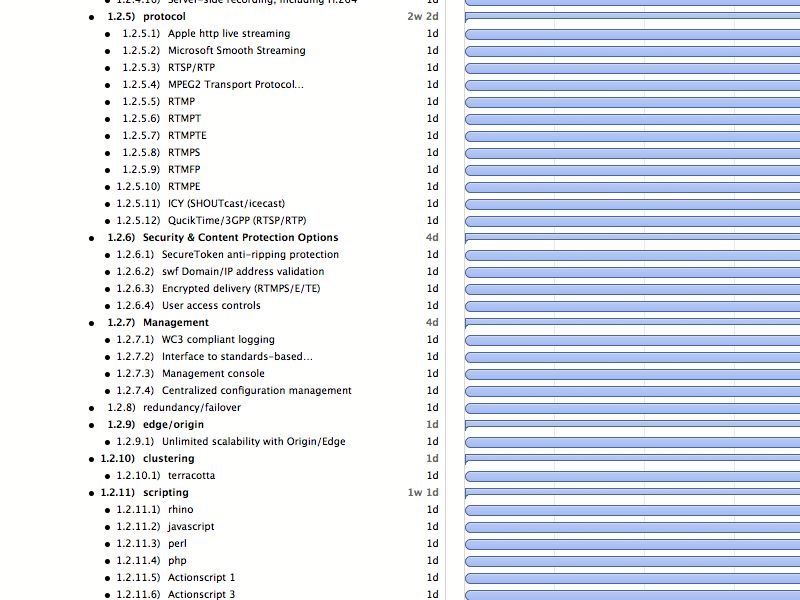 1.2.4.10) Server-side recording, including H.264 1d
1.2.5) protocol 2w 2d
1.2.5.1) Apple http live streaming 1d
1.2.5.2) Microsoft Smooth Streaming 1d
1.2.5.3) RTSP/RTP 1d
1.2.5.4) MPEG2 Transport Protocol... 1d
1.2.5.5) RTMP 1d
1.2.5.6) RTMPT 1d
1.2.5.7) RTMPTE 1d
1.2.5.8) RTMPS 1d
1.2.5.9) RTMFP 1d
1.2.5.10) RTMPE 1d
1.2.5.11) ICY (SHOUTcast/icecast) 1d
1.2.5.12) QucikTime/3GPP (RTSP/RTP) 1d
1.2.6) Security & Content Protection Options 4d
1.2.6.1) SecureToken anti-ripping protection 1d
1.2.6.2) swf Domain/IP address validation 1d
1.2.6.3) Encrypted delivery (RTMPS/E/TE) 1d
1.2.6.4) User access controls 1d
1.2.7) Management 4d
1.2.7.1) WC3 compliant logging 1d
1.2.7.2) Interface to standards-based... 1d
1.2.7.3) Management console 1d
1.2.7.4) Centralized configuration management 1d
1.2.8) redundancy/failover 1d
1.2.9) edge/origin 1d
1.2.9.1) Unlimited scalability with Origin/Edge 1d
1.2.10) clustering 1d
1.2.10.1) terracotta 1d
1.2.11) scripting 1w 1d
1.2.11.1) rhino 1d
1.2.11.2) javascript 1d
1.2.11.3) perl 1d
1.2.11.4) php 1d
1.2.11.5) Actionscript 1 1d
1.2.11.6) Actionscript 3 1d